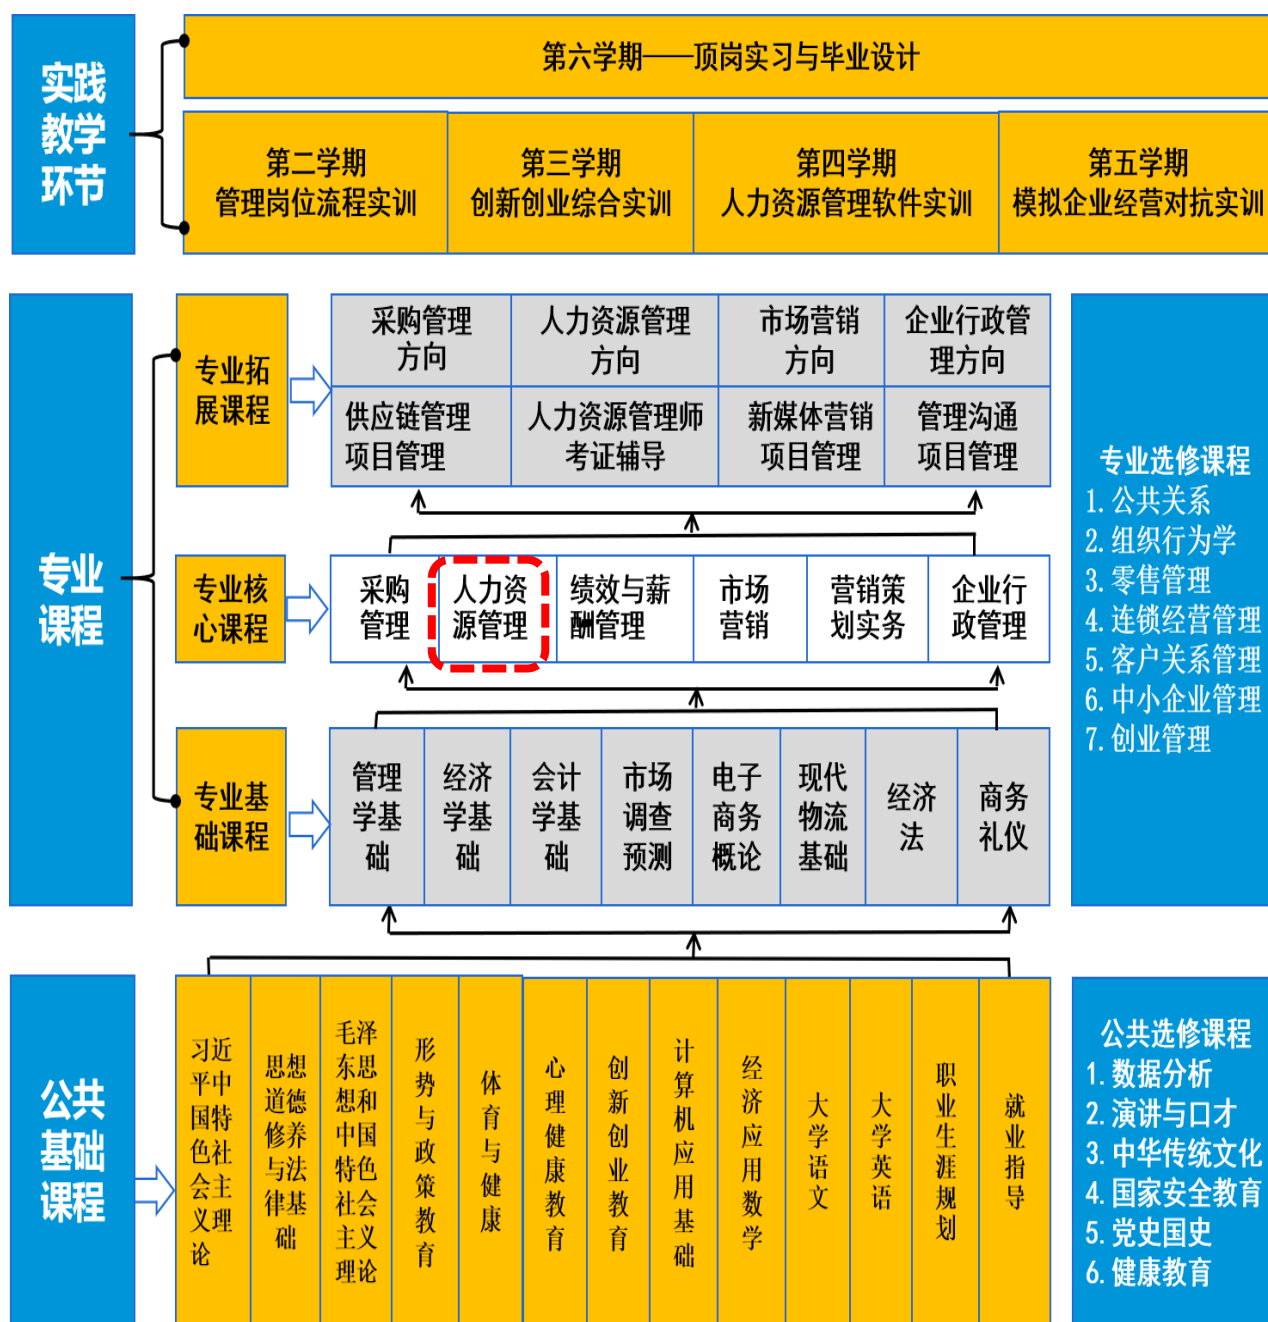 实践
教学
环节
第六学期——顶岗实习与毕业设计
第二学期
管理岗位流程实训
第三学期
创新创业综合实训
第四学期
人力资源管理软件实训
第五学期
模拟企业经营对抗实训
专业
课程
专业拓
展课程
采购管理
方向
人力资源管理
方向
市场营销
方向
企业行政管
理方向
供应链管理
项目管理
人力资源管理师
考证辅导
新媒体营销
项目管理
管理沟通
项目管理
专业核
心课程
采购
管理
人力资
源管理
绩效与薪
酬管理
市场
营销
营销策
划实务
企业行
政管理
专业基
础课程
管理
学基
础
经济
学基
础
会计
学基
础
市场
调查
预测
电子
商务
概论
现代
物流
基础
经济
法
商务
礼仪
专业选修课程
1.公共关系
2.组织行为学
3.零售管理
4.连锁经营管理
5.客户关系管理
6.中小企业管理
7.创业管理
公共
基础
课程
习近
平中
国特
色社
会主
义理
论
思想
道德
修养
与法
律基
础
毛泽
东思
想和
中国
特色
社会
主义
理论
形势与政策教育
体育与健康
心理健康教育
创新创业教育
计算机应用基础
经济应用数学
大学语文
大学英语
职业生涯规划
就业指导
公共选修课程
1.数据分析
2.演讲与口才
3.中华传统文化
4.国家安全教育
5.党史国史
6.健康教育